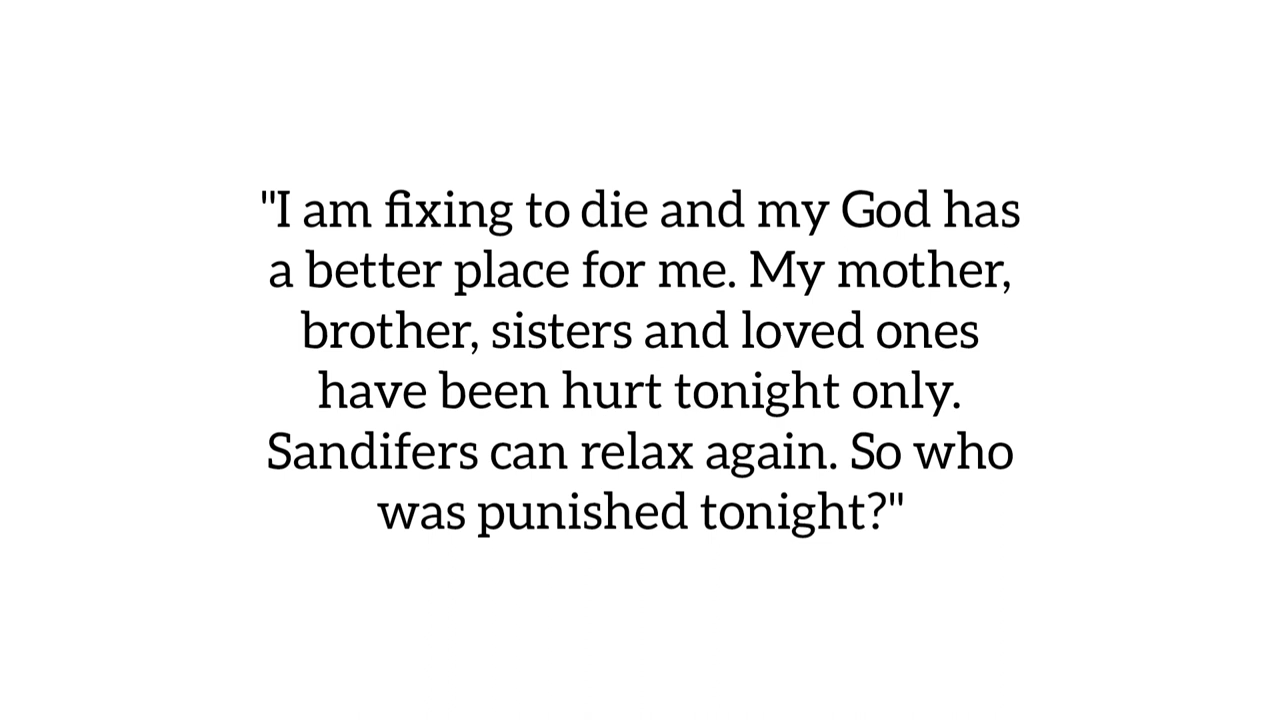 "I am fixing to die and my God has
a better place for me. My mother,
brother, sisters and loved ones
have been hurt tonight only.
Sandifers can relax again. So who
was punished tonight?"